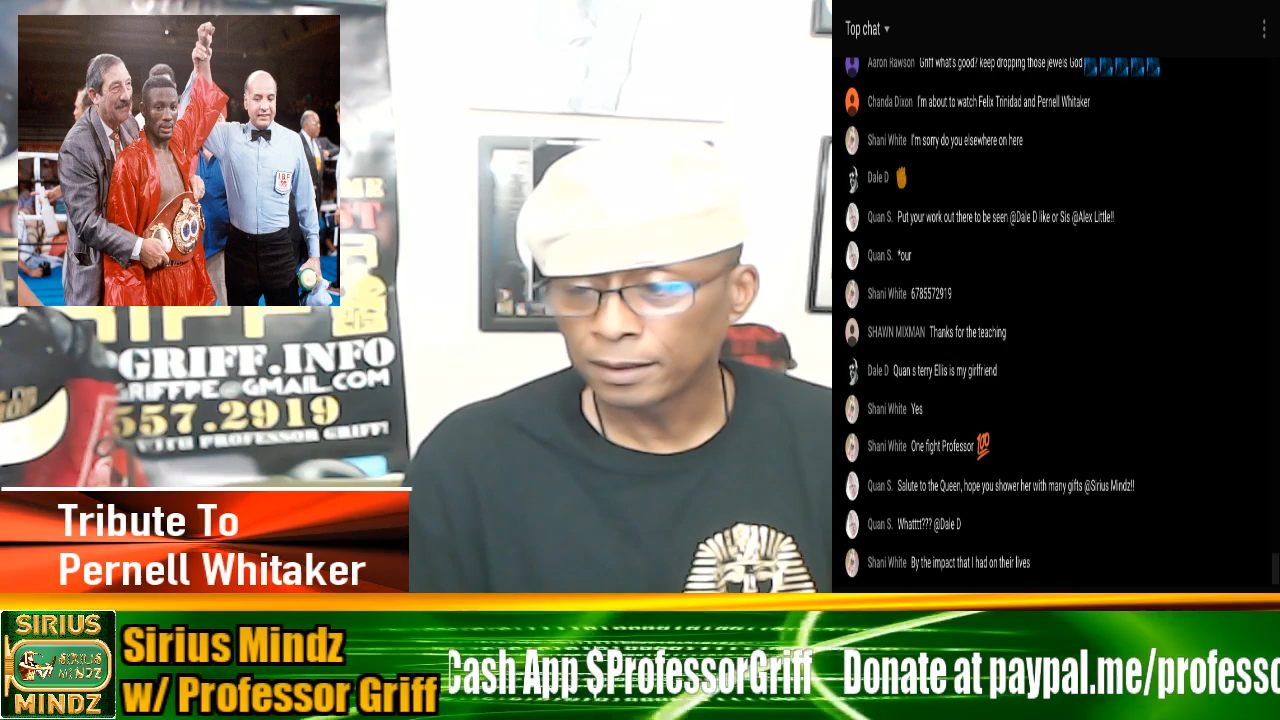 Top chat
Aaron Rawson Griff what's good? keep dropping those jewels God
Chanda Dixon I'm about to watch Felix Trinidad and Pernell Whitaker
Shani White I'm sorry do you elsewhere on here
Dale D
Quan S. Put your work out there to be seen @Dale D like or Sis @Alex Little!!
Quan S. *our
Shani White 6785572919
SHAWN MIXMAN Thanks for the teaching
Dale D Quan s terry Ellis is my girlfriend
Shani White Yes
Shani White One fight Professor 💯
Quan S. Salute to the Queen, hope you shower her with many gifts @Sirius Mindz!!
Quan S. Whatttt??? @Dale D
Shani White By the impact that I had on their lives
I.B.F.
GRIFF.INFO
GRIFFPE@GMAIL.COM
557.2919
WITH PROFESSOR GRIFF!
Tribute To
Pernell Whitaker
SIRIUS
SIRIUS
MINDZ
MINDZ
Sirius Mindz
w/ Professor Griff
Cash App $ProfessorGriff Donate at paypal.me/professo